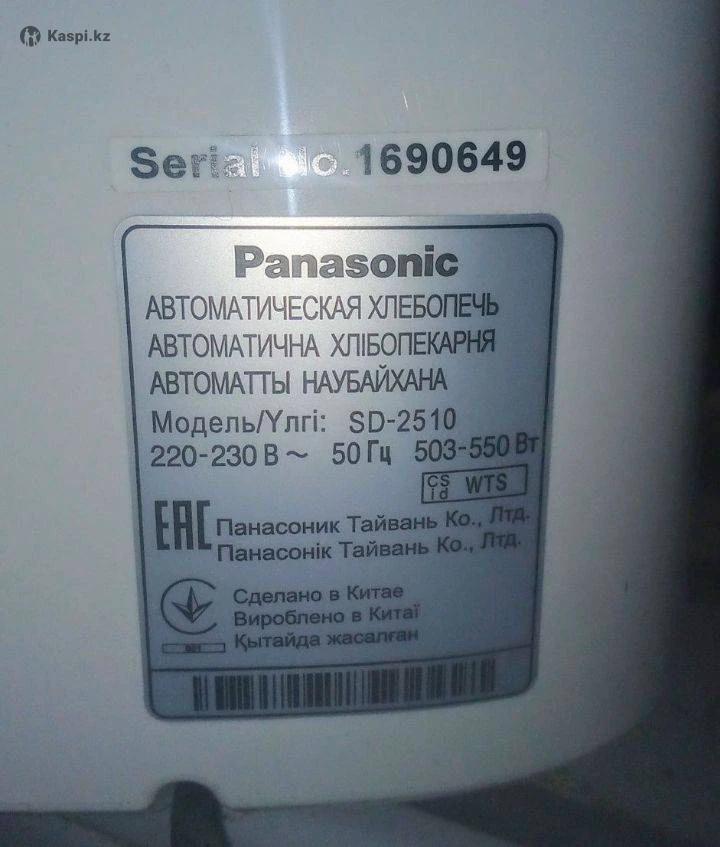 Kaspi.kz
Serial No.1690649
Panasonic
АВТОМАТИЧЕСКАЯ ХЛЕБОПЕЧЬ
АВТОМАТИЧНА ХЛІБОПЕКАРНЯ
АВТОМАТТЫ НАУБАЙХАНА
Модель/Үлгі: SD-2510
220-230 В ~ 50 Гц 503-550 Вт
CS id WTS
EAC Панасоник Тайвань Ко., Лтд.
Панасонік Тайвань Ко., Лтд.
Сделано в Китае
Вироблено в Китаї
Қытайда жасалған
001